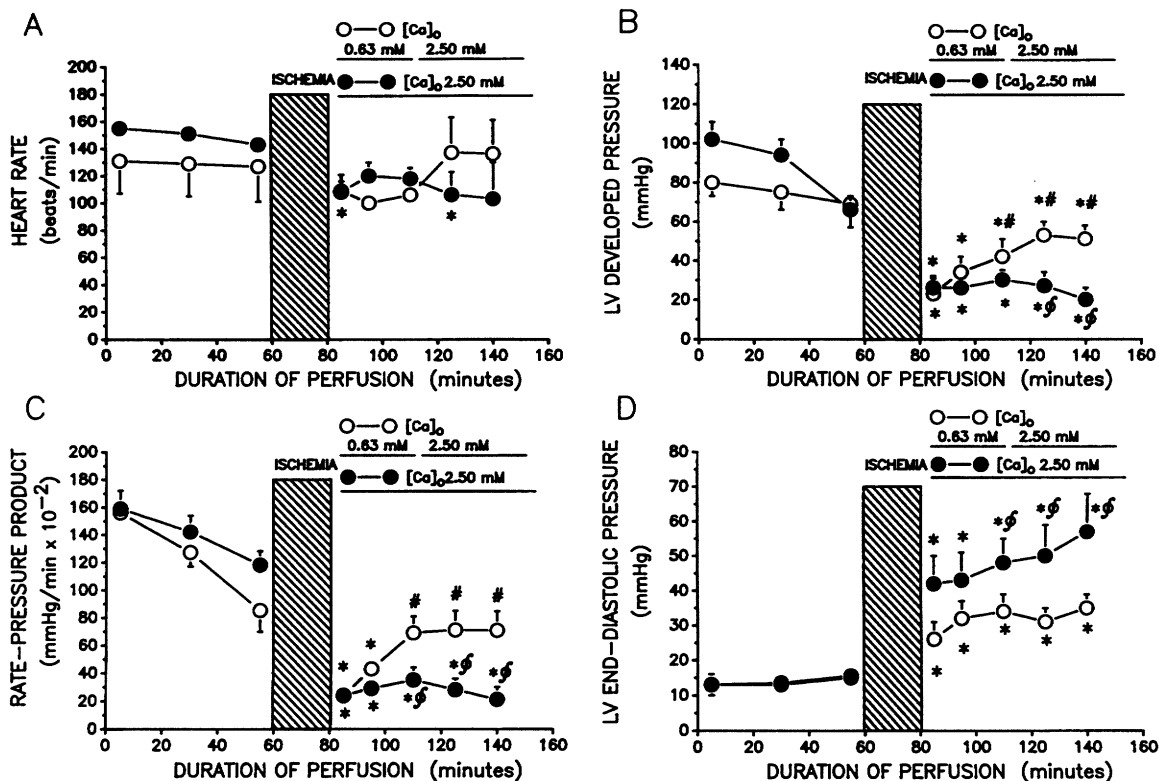 A
[Ca]o
0.63 mM 2.50 mM
[Ca]o 2.50 mM
ISCHEMIA
HEART RATE
(beats/min)
200
180
160
140
120
100
80
60
40
20
0
* *
0 20 40 60 80 100 120 140 160
DURATION OF PERFUSION (minutes)
B
[Ca]o
0.63 mM 2.50 mM
[Ca]o 2.50 mM
ISCHEMIA
LV DEVELOPED PRESSURE
(mmHg)
140
120
100
80
60
40
20
0
* * *# *# *#
* * * *∮ *∮
0 20 40 60 80 100 120 140 160
DURATION OF PERFUSION (minutes)
C
[Ca]o
0.63 mM 2.50 mM
[Ca]o 2.50 mM
ISCHEMIA
RATE–PRESSURE PRODUCT
(mmHg/min x 10−2)
200
180
160
140
120
100
80
60
40
20
0
* * # # #
* * *∮ *∮ *∮
0 20 40 60 80 100 120 140 160
DURATION OF PERFUSION (minutes)
D
[Ca]o
0.63 mM 2.50 mM
[Ca]o 2.50 mM
ISCHEMIA
LV END–DIASTOLIC PRESSURE
(mmHg)
80
70
60
50
40
30
20
10
0
* * *∮ *∮ *∮
* * * * *
0 20 40 60 80 100 120 140 160
DURATION OF PERFUSION (minutes)